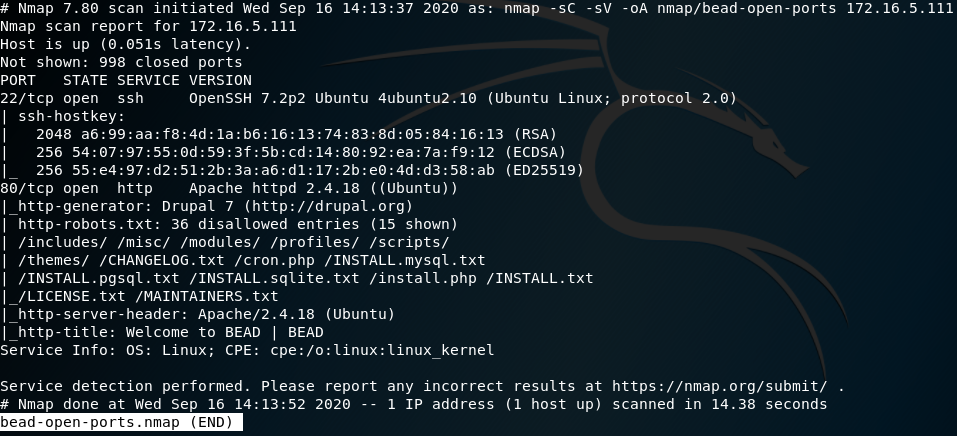 # Nmap 7.80 scan initiated Wed Sep 16 14:13:37 2020 as: nmap -sC -sV -oA nmap/bead-open-ports 172.16.5.111
Nmap scan report for 172.16.5.111
Host is up (0.051s latency).
Not shown: 998 closed ports
PORT   STATE SERVICE VERSION
22/tcp open  ssh     OpenSSH 7.2p2 Ubuntu 4ubuntu2.10 (Ubuntu Linux; protocol 2.0)
| ssh-hostkey:
|   2048 a6:99:aa:f8:4d:1a:b6:16:13:74:83:8d:05:84:16:13 (RSA)
|   256 54:07:97:55:0d:59:3f:5b:cd:14:80:92:ea:7a:f9:12 (ECDSA)
|_  256 55:e4:97:d2:51:2b:3a:a6:d1:17:2b:e0:4d:d3:58:ab (ED25519)
80/tcp open  http    Apache httpd 2.4.18 ((Ubuntu))
|_http-generator: Drupal 7 (http://drupal.org)
| http-robots.txt: 36 disallowed entries (15 shown)
| /includes/ /misc/ /modules/ /profiles/ /scripts/
| /themes/ /CHANGELOG.txt /cron.php /INSTALL.mysql.txt
| /INSTALL.pgsql.txt /INSTALL.sqlite.txt /install.php /INSTALL.txt
|_/LICENSE.txt /MAINTAINERS.txt
|_http-server-header: Apache/2.4.18 (Ubuntu)
|_http-title: Welcome to BEAD | BEAD
Service Info: OS: Linux; CPE: cpe:/o:linux:linux_kernel

Service detection performed. Please report any incorrect results at https://nmap.org/submit/ .
# Nmap done at Wed Sep 16 14:13:52 2020 -- 1 IP address (1 host up) scanned in 14.38 seconds
bead-open-ports.nmap (END)